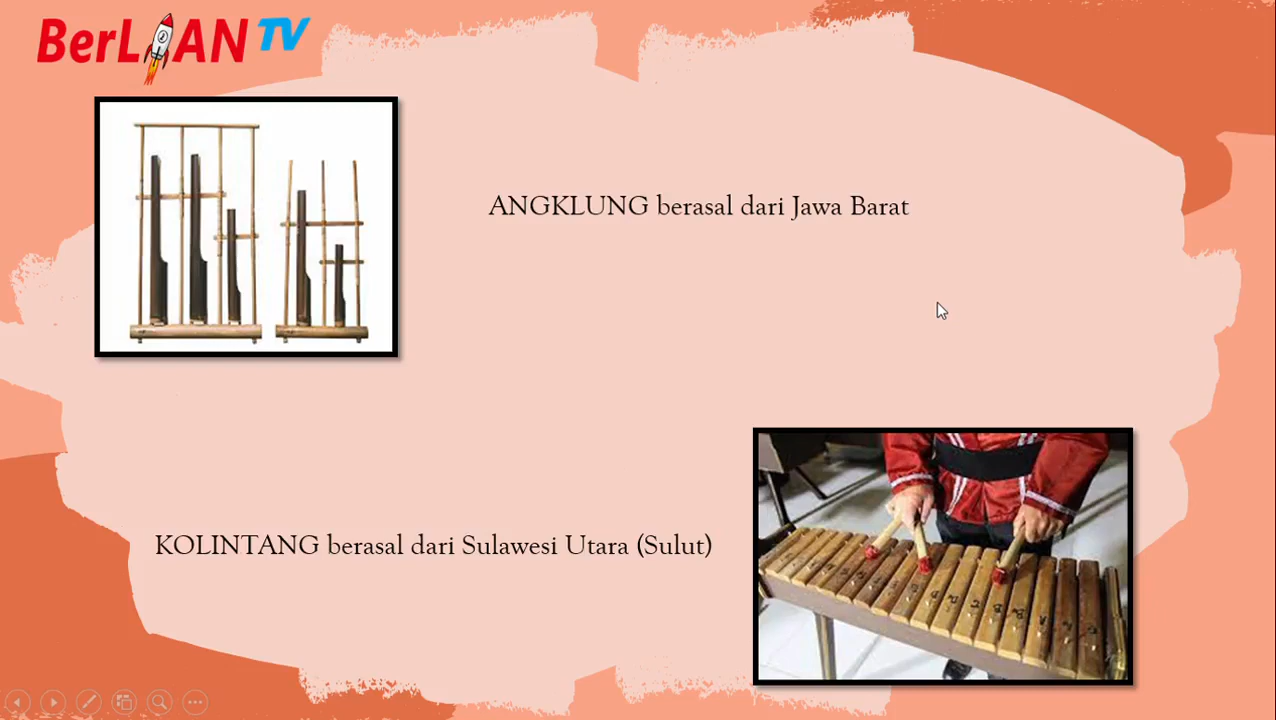 BerLIAN TV
ANGKLUNG berasal dari Jawa Barat
KOLINTANG berasal dari Sulawesi Utara (Sulut)